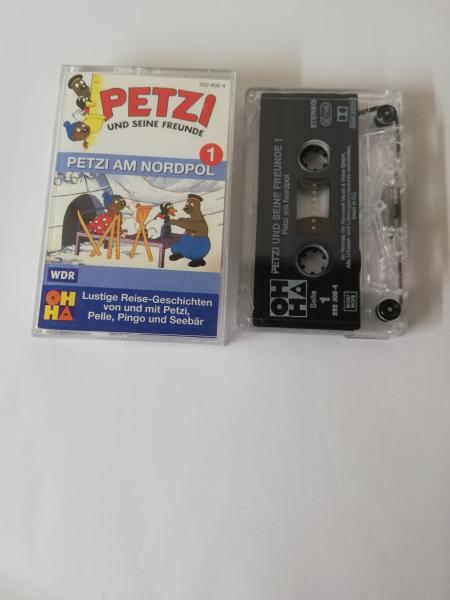 552 806 4
PETZI
UND SEINE FREUNDE
1
PETZI AM NORDPOL
WDR
OH
HA
Lustige Reise-Geschichten
von und mit Petzi,
Pelle, Pingo und Seebär
PETZI UND SEINE FREUNDE 1
Petzi am Nordpol
STEREO
OH
HA
Seite
1
552 806-4
Made in